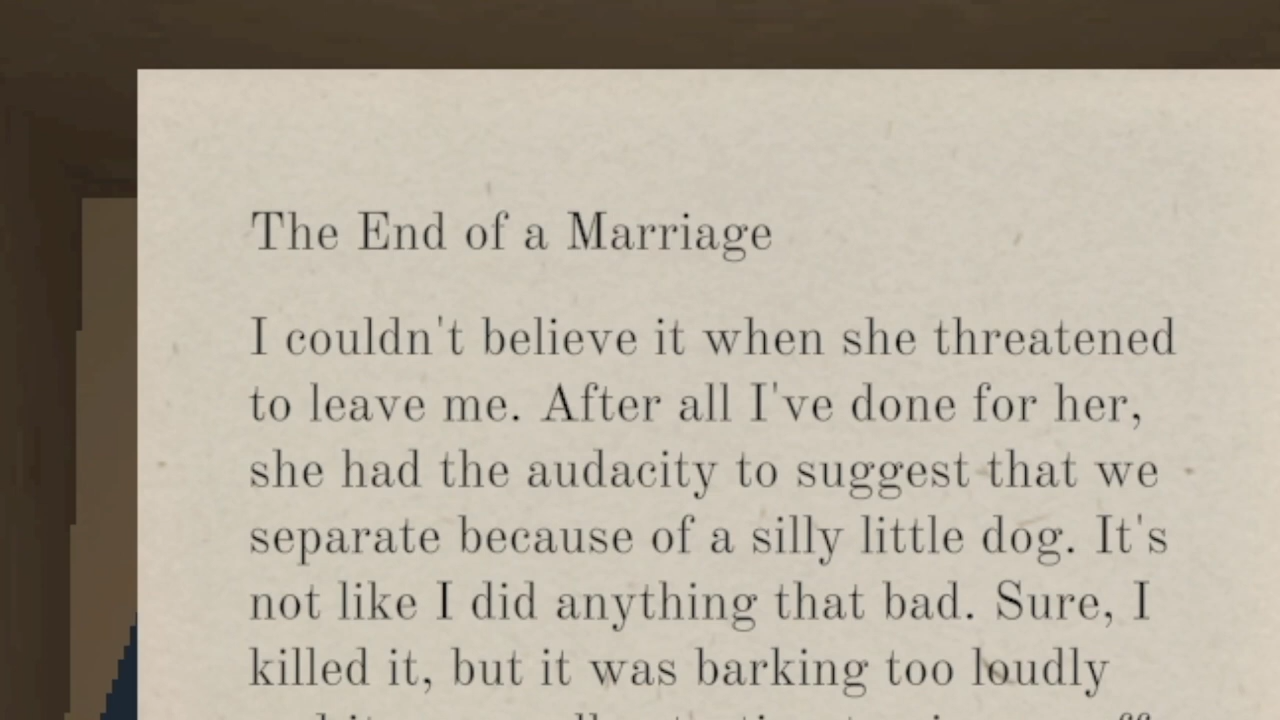 The End of a Marriage
I couldn't believe it when she threatened
to leave me. After all I've done for her,
she had the audacity to suggest that we
separate because of a silly little dog. It's
not like I did anything that bad. Sure, I
killed it, but it was barking too loudly